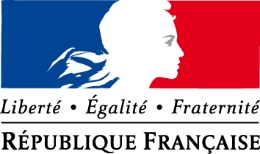 Liberté • Égalité • Fraternité
RÉPUBLIQUE FRANÇAISE